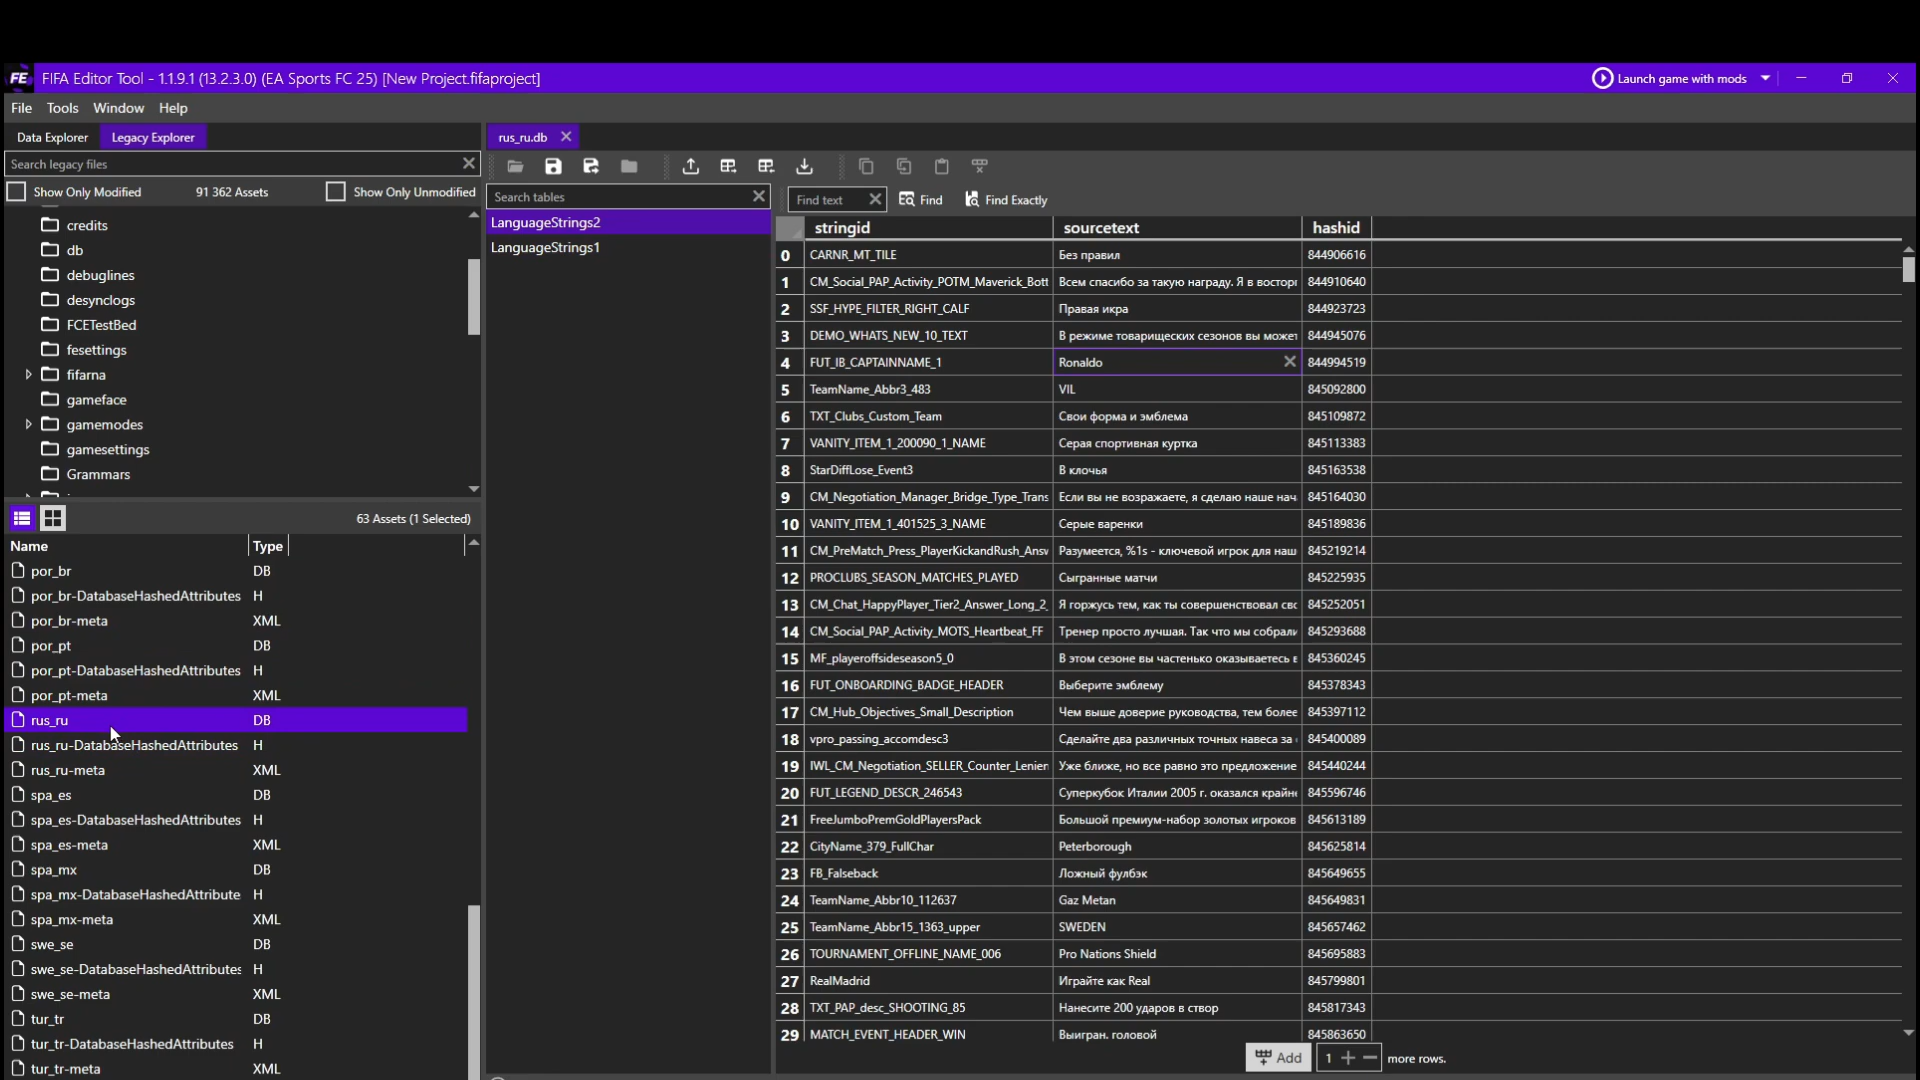 FE FIFA Editor Tool - 1.1.9.1 (13.2.3.0) (EA Sports FC 25) [New Project.fifaproject]
Launch game with mods
File Tools Window Help
Data Explorer Legacy Explorer
rus_ru.db
Search legacy files
Show Only Modified 91 362 Assets Show Only Unmodified
Search tables
Find text Find Find Exactly
credits
db
debuglines
desynclogs
FCETestBed
fesettings
fifarna
gameface
gamemodes
gamesettings
Grammars
63 Assets (1 Selected)
Name Type
por_br DB
por_br-DatabaseHashedAttributes H
por_br-meta XML
por_pt DB
por_pt-DatabaseHashedAttributes H
por_pt-meta XML
rus_ru DB
rus_ru-DatabaseHashedAttributes H
rus_ru-meta XML
spa_es DB
spa_es-DatabaseHashedAttributes H
spa_es-meta XML
spa_mx DB
spa_mx-DatabaseHashedAttribute H
spa_mx-meta XML
swe_se DB
swe_se-DatabaseHashedAttributes H
swe_se-meta XML
tur_tr DB
tur_tr-DatabaseHashedAttributes H
tur_tr-meta XML
LanguageStrings2
LanguageStrings1
stringid sourcetext hashid
0 CARNR_MT_TILE Без правил 844906616
1 CM_Social_PAP_Activity_POTM_Maverick_Bott Всем спасибо за такую награду. Я в восторг 844910640
2 SSF_HYPE_FILTER_RIGHT_CALF Правая икра 844923723
3 DEMO_WHATS_NEW_10_TEXT В режиме товарищеских сезонов вы может 844945076
4 FUT_IB_CAPTAINNAME_1 Ronaldo 844994519
5 TeamName_Abbr3_483 VIL 845092800
6 TXT_Clubs_Custom_Team Свои форма и эмблема 845109872
7 VANITY_ITEM_1_200090_1_NAME Серая спортивная куртка 845113383
8 StarDiffLose_Event3 В клочья 845163538
9 CM_Negotiation_Manager_Bridge_Type_Trans Если вы не возражаете, я сделаю наше нач 845164030
10 VANITY_ITEM_1_401525_3_NAME Серые варенки 845189836
11 CM_PreMatch_Press_PlayerKickandRush_Answ Разумеется, %1s - ключевой игрок для наш 845219214
12 PROCLUBS_SEASON_MATCHES_PLAYED Сыгранные матчи 845225935
13 CM_Chat_HappyPlayer_Tier2_Answer_Long_2_ Я горжусь тем, как ты совершенствовал сво 845252051
14 CM_Social_PAP_Activity_MOTS_Heartbeat_FF Тренер просто лучшая. Так что мы собрали 845293688
15 MF_playeroffsideseason5_0 В этом сезоне вы частенько оказываетесь в 845360245
16 FUT_ONBOARDING_BADGE_HEADER Выберите эмблему 845378343
17 CM_Hub_Objectives_Small_Description Чем выше доверие руководства, тем более 845397112
18 vpro_passing_accomdesc3 Сделайте два различных точных навеса за 845400089
19 IWL_CM_Negotiation_SELLER_Counter_Lenien Уже ближе, но все равно это предложение 845440244
20 FUT_LEGEND_DESCR_246543 Суперкубок Италии 2005 г. оказался крайне 845596746
21 FreeJumboPremGoldPlayersPack Большой премиум-набор золотых игроков 845613189
22 CityName_379_FullChar Peterborough 845625814
23 FB_Falseback Ложный фулбэк 845649655
24 TeamName_Abbr10_112637 Gaz Metan 845649831
25 TeamName_Abbr15_1363_upper SWEDEN 845657462
26 TOURNAMENT_OFFLINE_NAME_006 Pro Nations Shield 845695883
27 RealMadrid Играйте как Real 845799801
28 TXT_PAP_desc_SHOOTING_85 Нанесите 200 ударов в створ 845817343
29 MATCH_EVENT_HEADER_WIN Выигран. головой 845863650
Add 1 more rows.